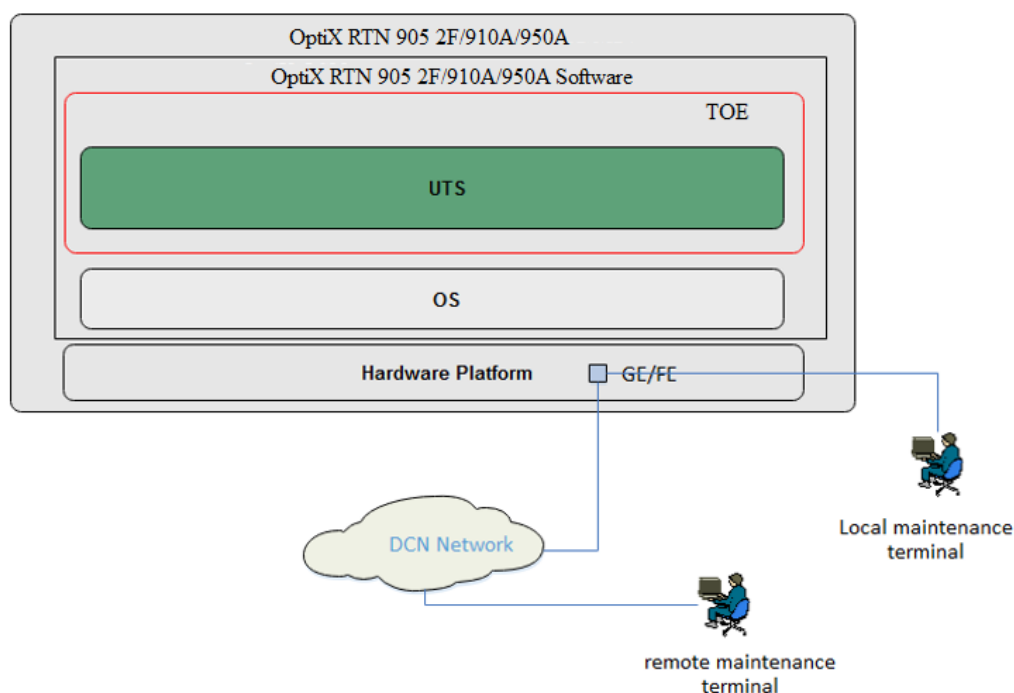 OptiX RTN 905 2F/910A/950A
OptiX RTN 905 2F/910A/950A Software
TOE
UTS
OS
Hardware Platform
GE/FE
Local maintenance
terminal
DCN Network
remote maintenance
terminal